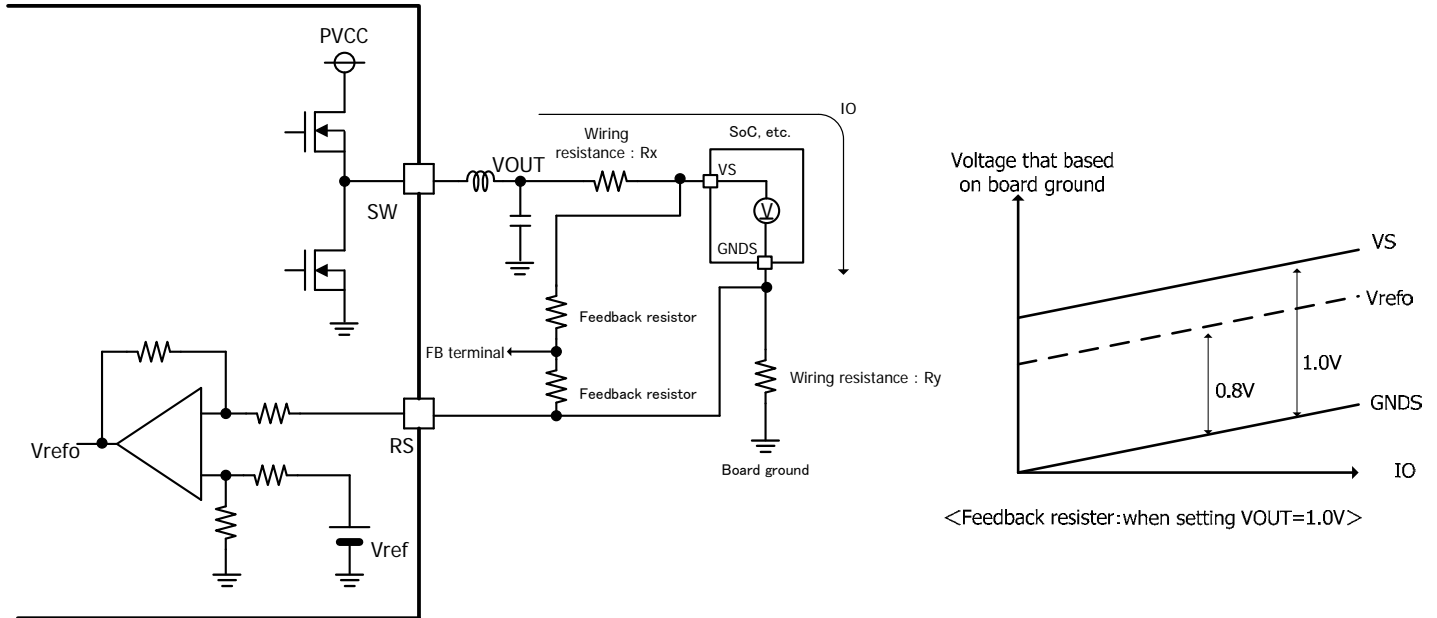 PVCC
IO
Wiring
resistance : Rx
SoC, etc.
VOUT
VS
V
SW
GNDS
Feedback resistor
FB terminal
Feedback resistor
Wiring resistance : Ry
RS
Vrefo
Board ground
Vref
Voltage that based
on board ground
VS
Vrefo
1.0V
0.8V
GNDS
IO
<Feedback resister:when setting VOUT=1.0V>